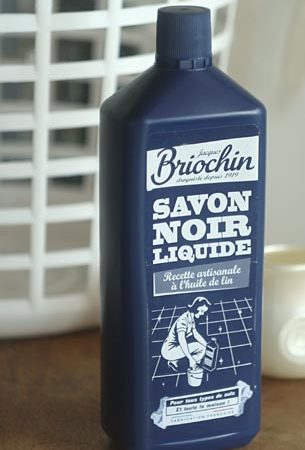 Jacques
Briochin
droguiste depuis 1919
SAVON
NOIR
LIQUIDE
Recette artisanale
à l'huile de lin
Pour tous types de sols
Et toute la maison !
FABRICATION FRANÇAISE